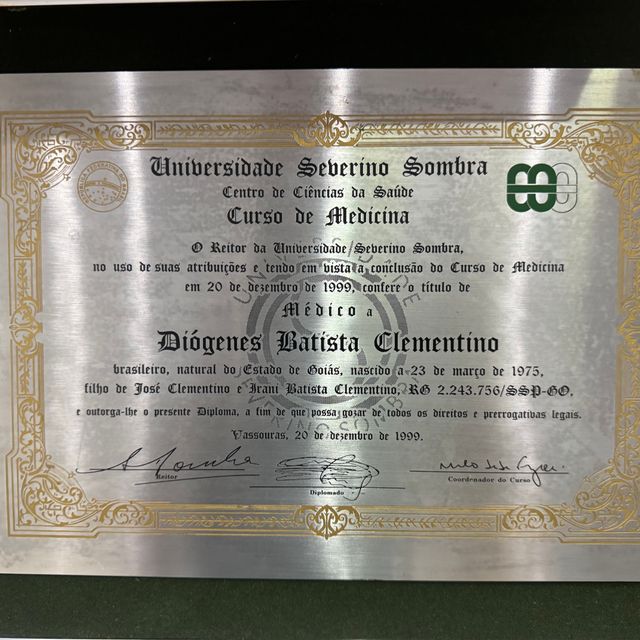 Universidade Severino Sombra
Centro de Ciências da Saúde
Curso de Medicina
O Reitor da Universidade Severino Sombra,
no uso de suas atribuições e tendo em vista a conclusão do Curso de Medicina
em 20 de dezembro de 1999, confere o título de
Médico a
Diógenes Batista Clementino
brasileiro, natural do Estado de Goiás, nascido a 23 de março de 1975,
filho de José Clementino e Irani Batista Clementino, RG 2.243.756/SSP-GO,
e outorga-lhe o presente Diploma, a fim de que possa gozar de todos os direitos e prerrogativas legais.
Vassouras, 20 de dezembro de 1999.
Reitor
Diplomado
Coordenador do Curso